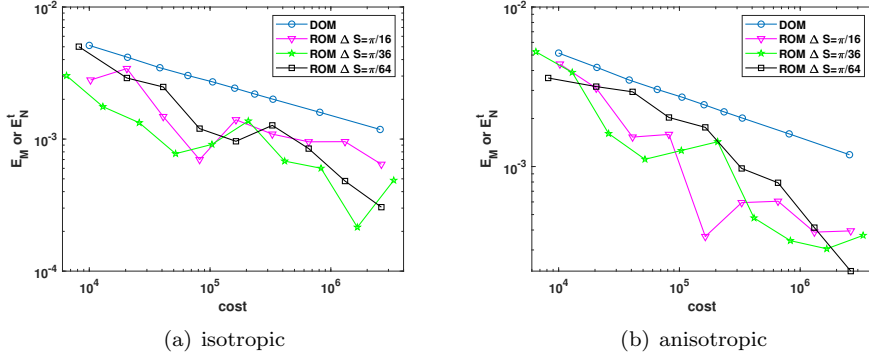 10^-2
10^-3
10^-4
E_M or E_N^t
10^4
10^5
10^6
cost
DOM
ROM Δ S=π/16
ROM Δ S=π/36
ROM Δ S=π/64
(a) isotropic
10^-2
10^-3
E_M or E_N^t
10^4
10^5
10^6
cost
DOM
ROM Δ S=π/16
ROM Δ S=π/36
ROM Δ S=π/64
(b) anisotropic